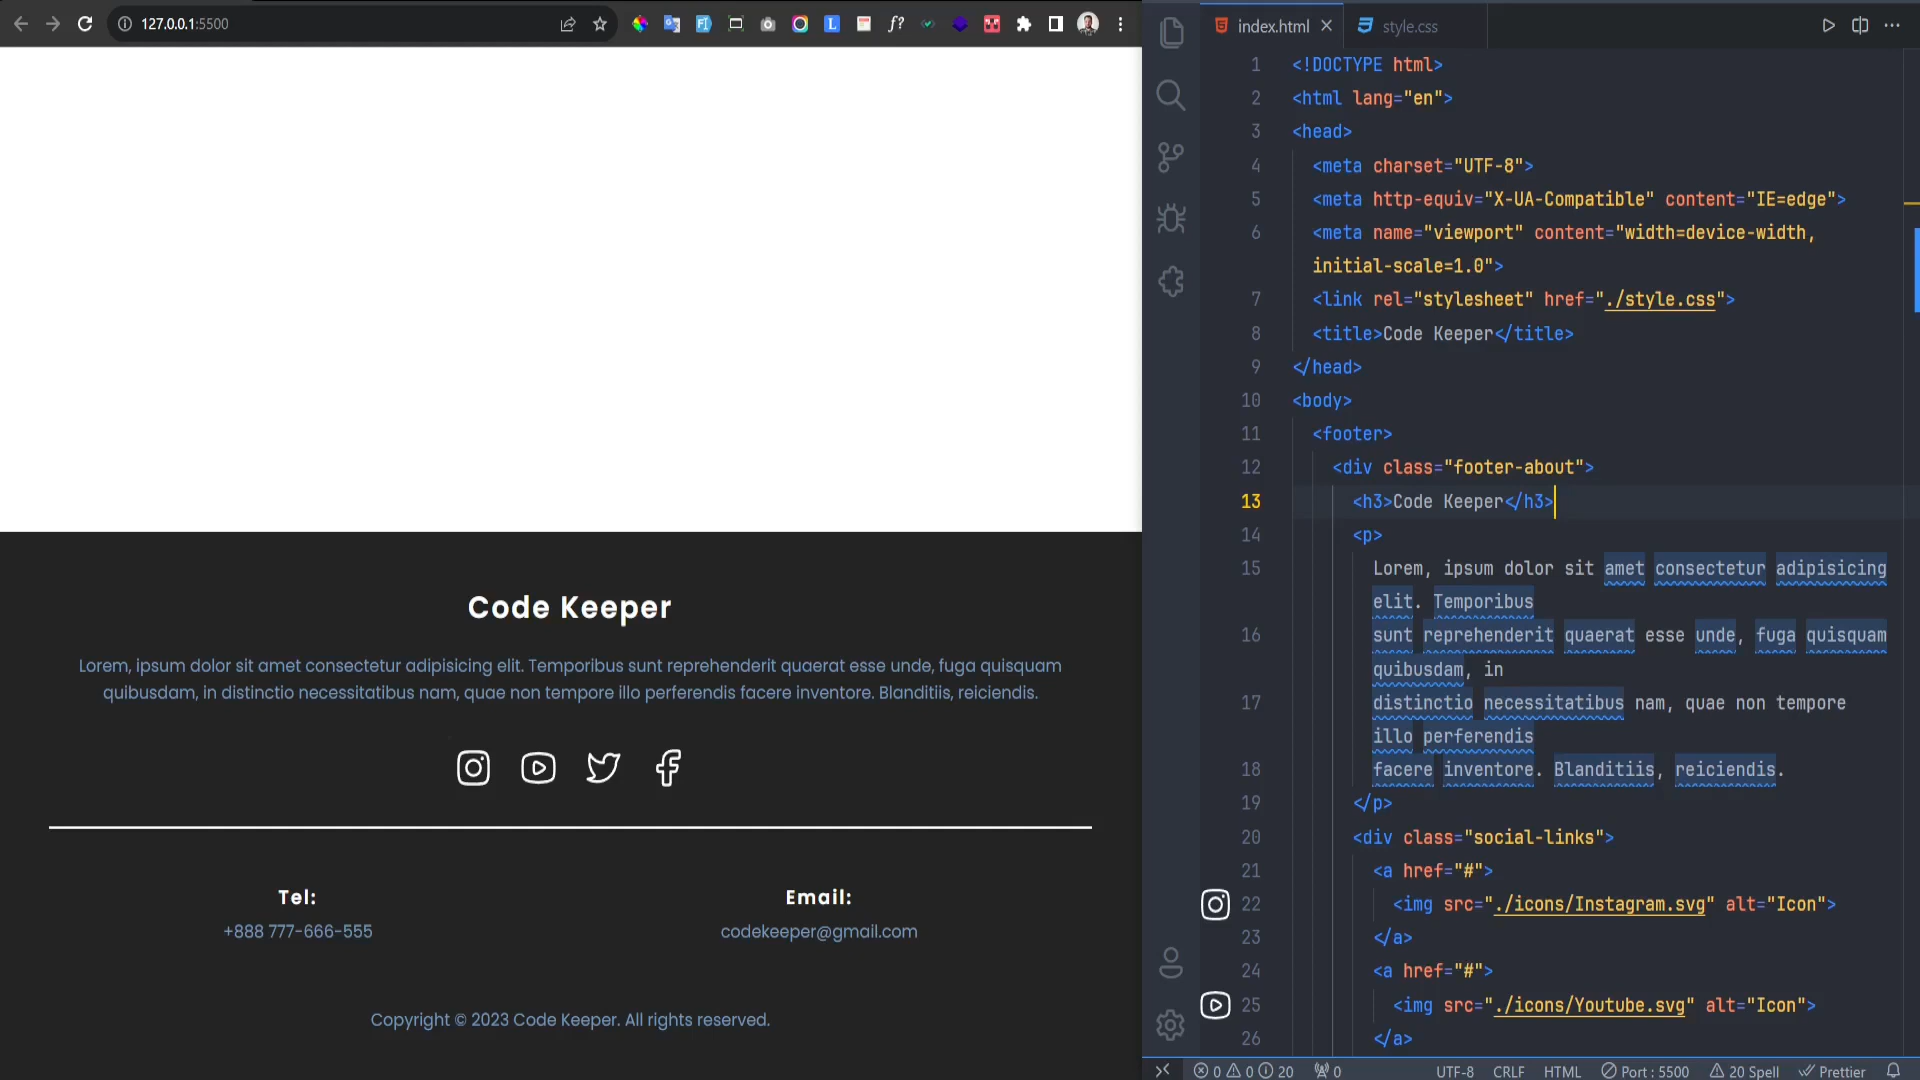 127.0.0.1:5500
Code Keeper
Lorem, ipsum dolor sit amet consectetur adipisicing elit. Temporibus sunt reprehenderit quaerat esse unde, fuga quisquam
quibusdam, in distinctio necessitatibus nam, quae non tempore illo perferendis facere inventore. Blanditiis, reiciendis.
Tel:
+888 777-666-555
Email:
codekeeper@gmail.com
Copyright © 2023 Code Keeper. All rights reserved.
index.html
style.css
1 <!DOCTYPE html>
2 <html lang="en">
3 <head>
4 <meta charset="UTF-8">
5 <meta http-equiv="X-UA-Compatible" content="IE=edge">
6 <meta name="viewport" content="width=device-width,
initial-scale=1.0">
7 <link rel="stylesheet" href="./style.css">
8 <title>Code Keeper</title>
9 </head>
10 <body>
11 <footer>
12 <div class="footer-about">
13 <h3>Code Keeper</h3>
14 <p>
15 Lorem, ipsum dolor sit amet consectetur adipisicing
elit. Temporibus
16 sunt reprehenderit quaerat esse unde, fuga quisquam
quibusdam, in
17 distinctio necessitatibus nam, quae non tempore
illo perferendis
18 facere inventore. Blanditiis, reiciendis.
19 </p>
20 <div class="social-links">
21 <a href="#">
22 <img src="./icons/Instagram.svg" alt="Icon">
23 </a>
24 <a href="#">
25 <img src="./icons/Youtube.svg" alt="Icon">
26 </a>
0 0 20 0 UTF-8 CRLF HTML Port : 5500 20 Spell Prettier